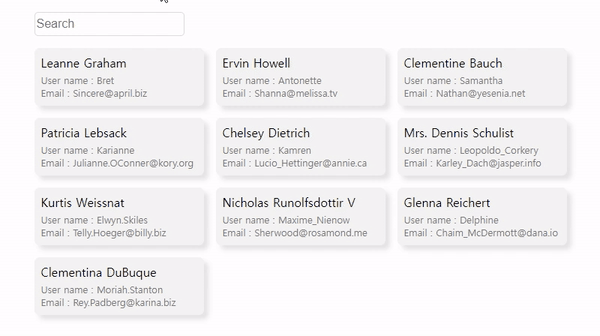 Search
Leanne Graham
User name : Bret
Email : Sincere@april.biz
Ervin Howell
User name : Antonette
Email : Shanna@melissa.tv
Clementine Bauch
User name : Samantha
Email : Nathan@yesenia.net
Patricia Lebsack
User name : Karianne
Email : Julianne.OConner@kory.org
Chelsey Dietrich
User name : Kamren
Email : Lucio_Hettinger@annie.ca
Mrs. Dennis Schulist
User name : Leopoldo_Corkery
Email : Karley_Dach@jasper.info
Kurtis Weissnat
User name : Elwyn.Skiles
Email : Telly.Hoeger@billy.biz
Nicholas Runolfsdottir V
User name : Maxime_Nienow
Email : Sherwood@rosamond.me
Glenna Reichert
User name : Delphine
Email : Chaim_McDermott@dana.io
Clementina DuBuque
User name : Moriah.Stanton
Email : Rey.Padberg@karina.biz